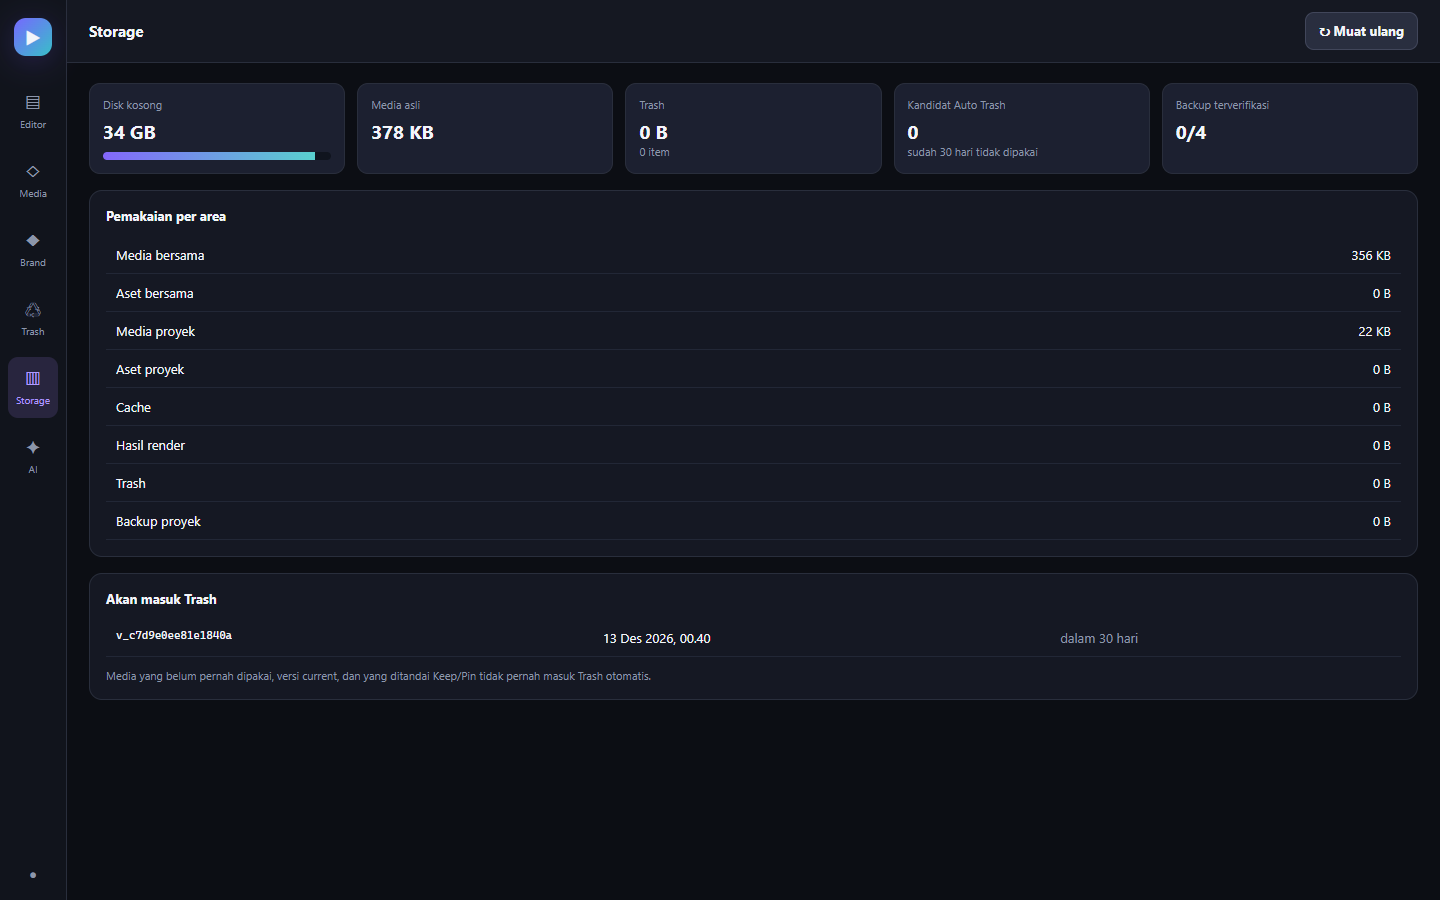 Storage
↻ Muat ulang
Editor
Media
Brand
Trash
Storage
AI
Disk kosong
34 GB
Media asli
378 KB
Trash
0 B
0 item
Kandidat Auto Trash
0
sudah 30 hari tidak dipakai
Backup terverifikasi
0/4
Pemakaian per area
Media bersama 356 KB
Aset bersama 0 B
Media proyek 22 KB
Aset proyek 0 B
Cache 0 B
Hasil render 0 B
Trash 0 B
Backup proyek 0 B
Akan masuk Trash
v_c7d9e0ee81e1840a 13 Des 2026, 00.40 dalam 30 hari
Media yang belum pernah dipakai, versi current, dan yang ditandai Keep/Pin tidak pernah masuk Trash otomatis.